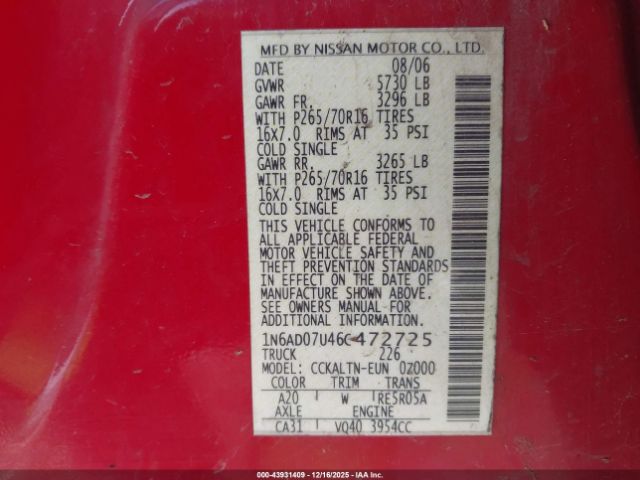 MFD BY NISSAN MOTOR CO., LTD.
DATE 08/06
GVWR 5730 LB
GAWR FR. 3296 LB
WITH P265/70R16 TIRES
16X7.0 RIMS AT 35 PSI
COLD SINGLE
GAWR RR. 3265 LB
WITH P265/70R16 TIRES
16X7.0 RIMS AT 35 PSI
COLD SINGLE
THIS VEHICLE CONFORMS TO
ALL APPLICABLE FEDERAL
MOTOR VEHICLE SAFETY AND
THEFT PREVENTION STANDARDS
IN EFFECT ON THE DATE OF
MANUFACTURE SHOWN ABOVE.
SEE OWNERS MANUAL FOR
ADDITIONAL INFORMATION.
1N6AD07U46C472725
TRUCK 226
MODEL: CCKALTN-EUN 0Z000
COLOR TRIM TRANS
A20 W RE5R05A
AXLE ENGINE
CA31 VQ40 3954CC
000-43931409 - 12/16/2025 - IAAI.COM